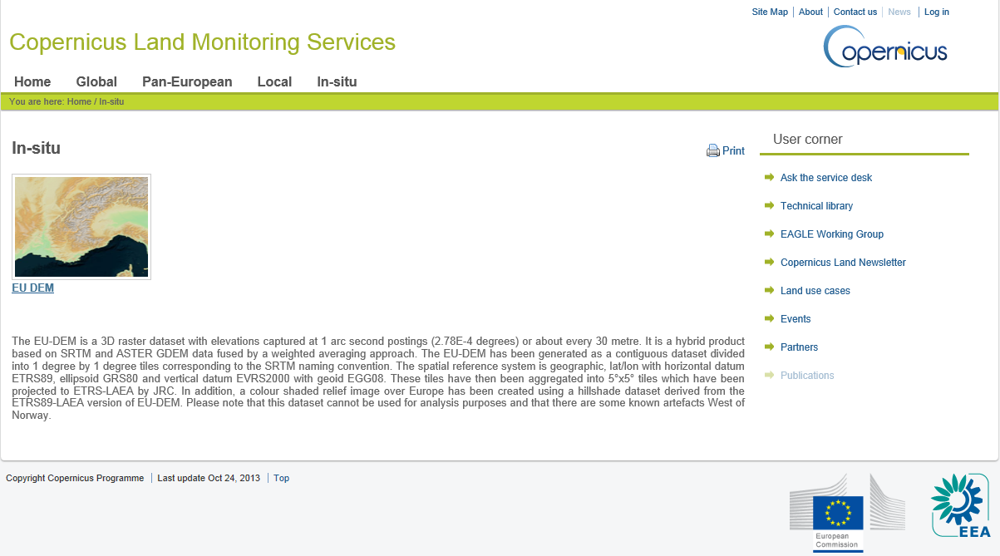 Site Map About Contact us News Log in
Copernicus Land Monitoring Services
opernicus
Home Global Pan-European Local In-situ
You are here: Home / In-situ
In-situ
Print
EU DEM
The EU-DEM is a 3D raster dataset with elevations captured at 1 arc second postings (2.78E-4 degrees) or about every 30 metre. It is a hybrid product
based on SRTM and ASTER GDEM data fused by a weighted averaging approach. The EU-DEM has been generated as a contiguous dataset divided
into 1 degree by 1 degree tiles corresponding to the SRTM naming convention. The spatial reference system is geographic, lat/lon with horizontal datum
ETRS89, ellipsoid GRS80 and vertical datum EVRS2000 with geoid EGG08. These tiles have then been aggregated into 5°x5° tiles which have been
projected to ETRS-LAEA by JRC. In addition, a colour shaded relief image over Europe has been created using a hillshade dataset derived from the
ETRS89-LAEA version of EU-DEM. Please note that this dataset cannot be used for analysis purposes and that there are some known artefacts West of
Norway.
User corner
Ask the service desk
Technical library
EAGLE Working Group
Copernicus Land Newsletter
Land use cases
Events
Partners
Publications
Copyright Copernicus Programme Last update Oct 24, 2013 Top
European
Commission
EEA